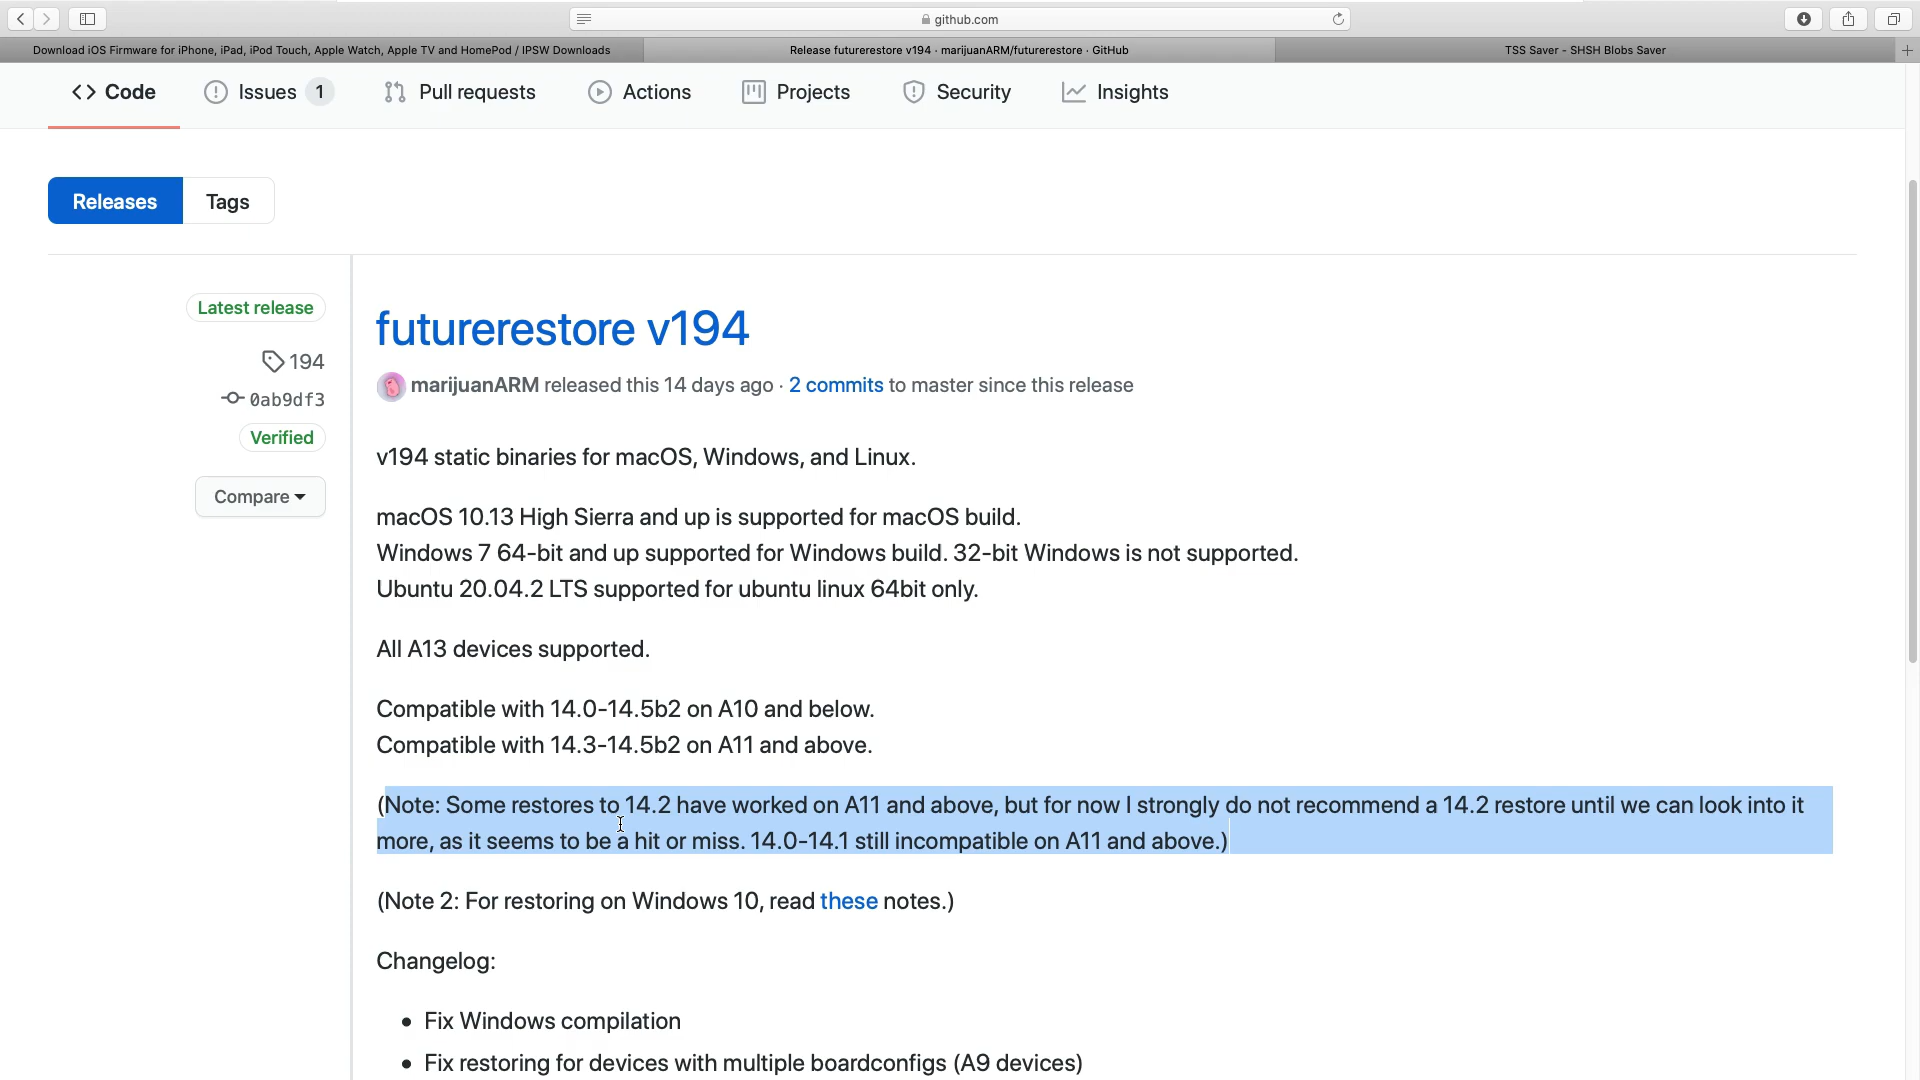 github.com
Download iOS Firmware for iPhone, iPad, iPod Touch, Apple Watch, Apple TV and HomePod / IPSW Downloads
Release futurerestore v194 · marijuanARM/futurerestore · GitHub
TSS Saver - SHSH Blobs Saver
Code
Issues 1
Pull requests
Actions
Projects
Security
Insights
Releases
Tags
Latest release
194
0ab9df3
Verified
Compare
futurerestore v194
marijuanARM released this 14 days ago · 2 commits to master since this release
v194 static binaries for macOS, Windows, and Linux.
macOS 10.13 High Sierra and up is supported for macOS build.
Windows 7 64-bit and up supported for Windows build. 32-bit Windows is not supported.
Ubuntu 20.04.2 LTS supported for ubuntu linux 64bit only.
All A13 devices supported.
Compatible with 14.0-14.5b2 on A10 and below.
Compatible with 14.3-14.5b2 on A11 and above.
(Note: Some restores to 14.2 have worked on A11 and above, but for now I strongly do not recommend a 14.2 restore until we can look into it
more, as it seems to be a hit or miss. 14.0-14.1 still incompatible on A11 and above.)
(Note 2: For restoring on Windows 10, read these notes.)
Changelog:
• Fix Windows compilation
• Fix restoring for devices with multiple boardconfigs (A9 devices)